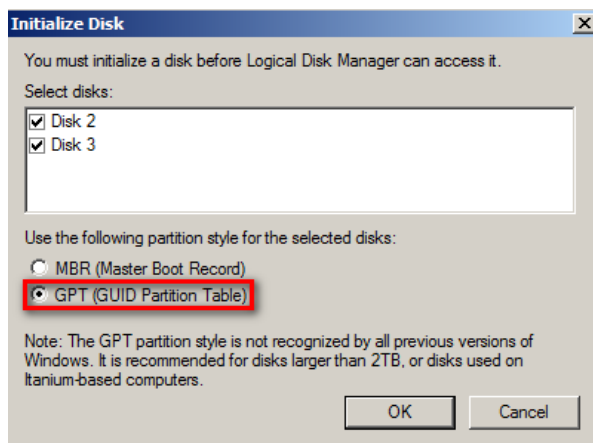 Initialize Disk
You must initialize a disk before Logical Disk Manager can access it.
Select disks:
Disk 2
Disk 3
Use the following partition style for the selected disks:
MBR (Master Boot Record)
GPT (GUID Partition Table)
Note: The GPT partition style is not recognized by all previous versions of
Windows. It is recommended for disks larger than 2TB, or disks used on
Itanium-based computers.
OK
Cancel